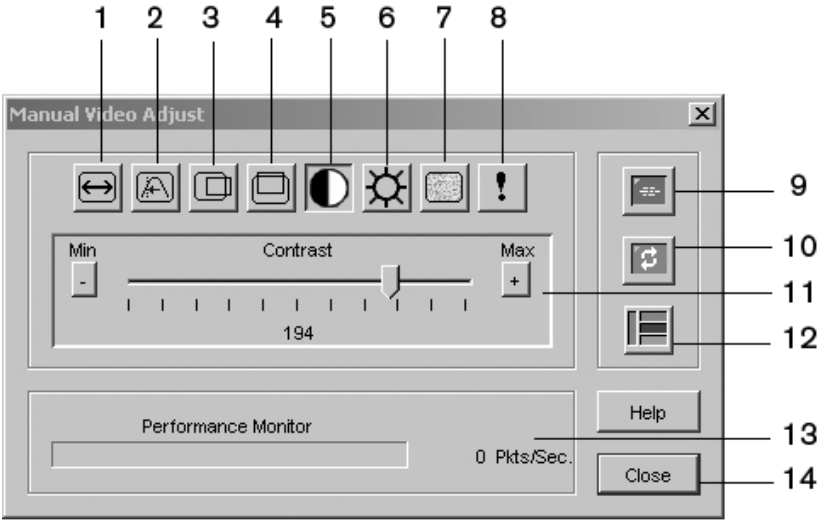 1 2 3 4 5 6 7 8
Manual Video Adjust
Min Contrast Max
- +
194
9
10
11
12
Performance Monitor
0 Pkts/Sec.
Help
Close
13
14